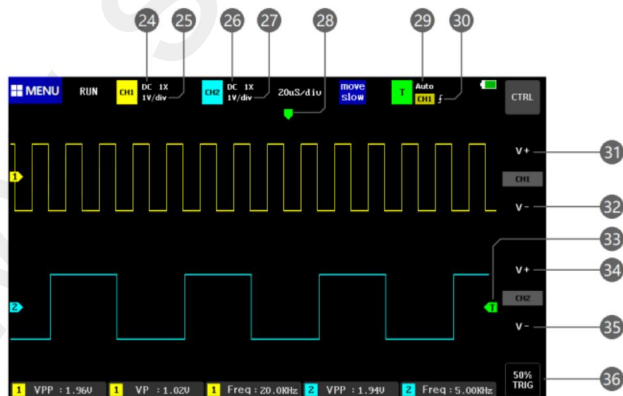 24 25 26 27 28 29 30
MENU RUN CH1 DC 1X 1V/div CH2 DC 1X 1V/div 20uS/div move slow T Auto CH1 CTRL
V+ 31
1 CH1
V- 32
33
V+ 34
2 T CH2
V- 35
50% TRIG 36
1 VPP :1.96V 1 VP :1.02V 1 Freq:20.0KHz 2 VPP :1.94V 2 Freq:5.00KHz